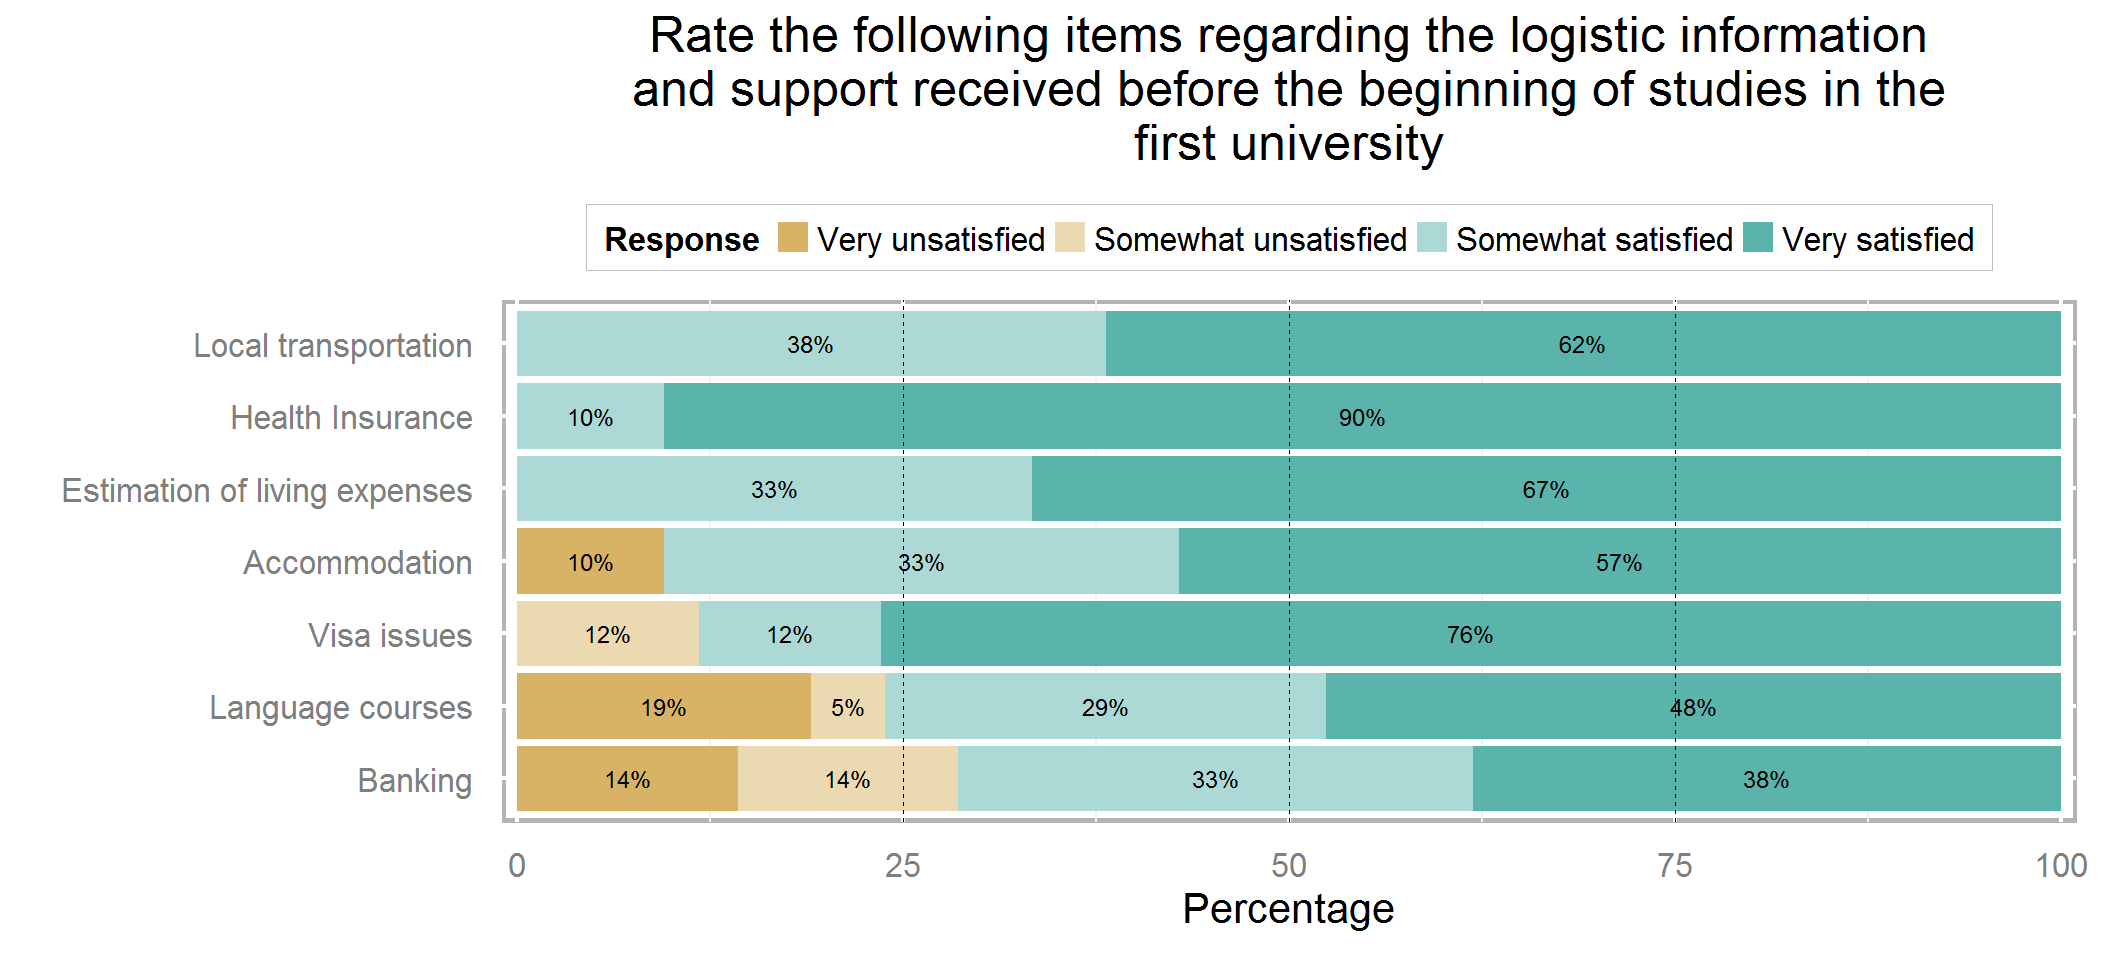 Rate the following items regarding the logistic information
and support received before the beginning of studies in the
first university
Response Very unsatisfied Somewhat unsatisfied Somewhat satisfied Very satisfied
Local transportation 38% 62%
Health Insurance 10% 90%
Estimation of living expenses 33% 67%
Accommodation 10% 33% 57%
Visa issues 12% 12% 76%
Language courses 19% 5% 29% 48%
Banking 14% 14% 33% 38%
0 25 50 75 100
Percentage